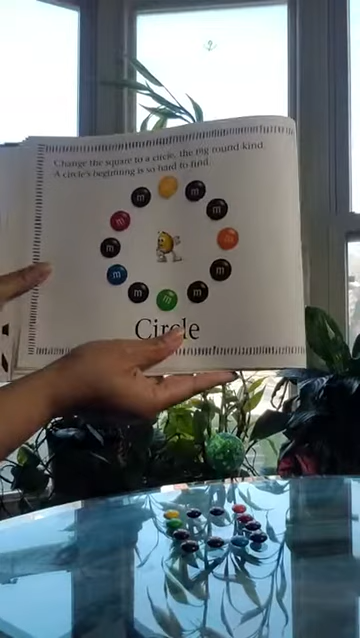 Change the square to a circle, the big round kind.
A circle's beginning is so hard to find.
m
m
m
m
m
m
m
m
m
m
m
Circle